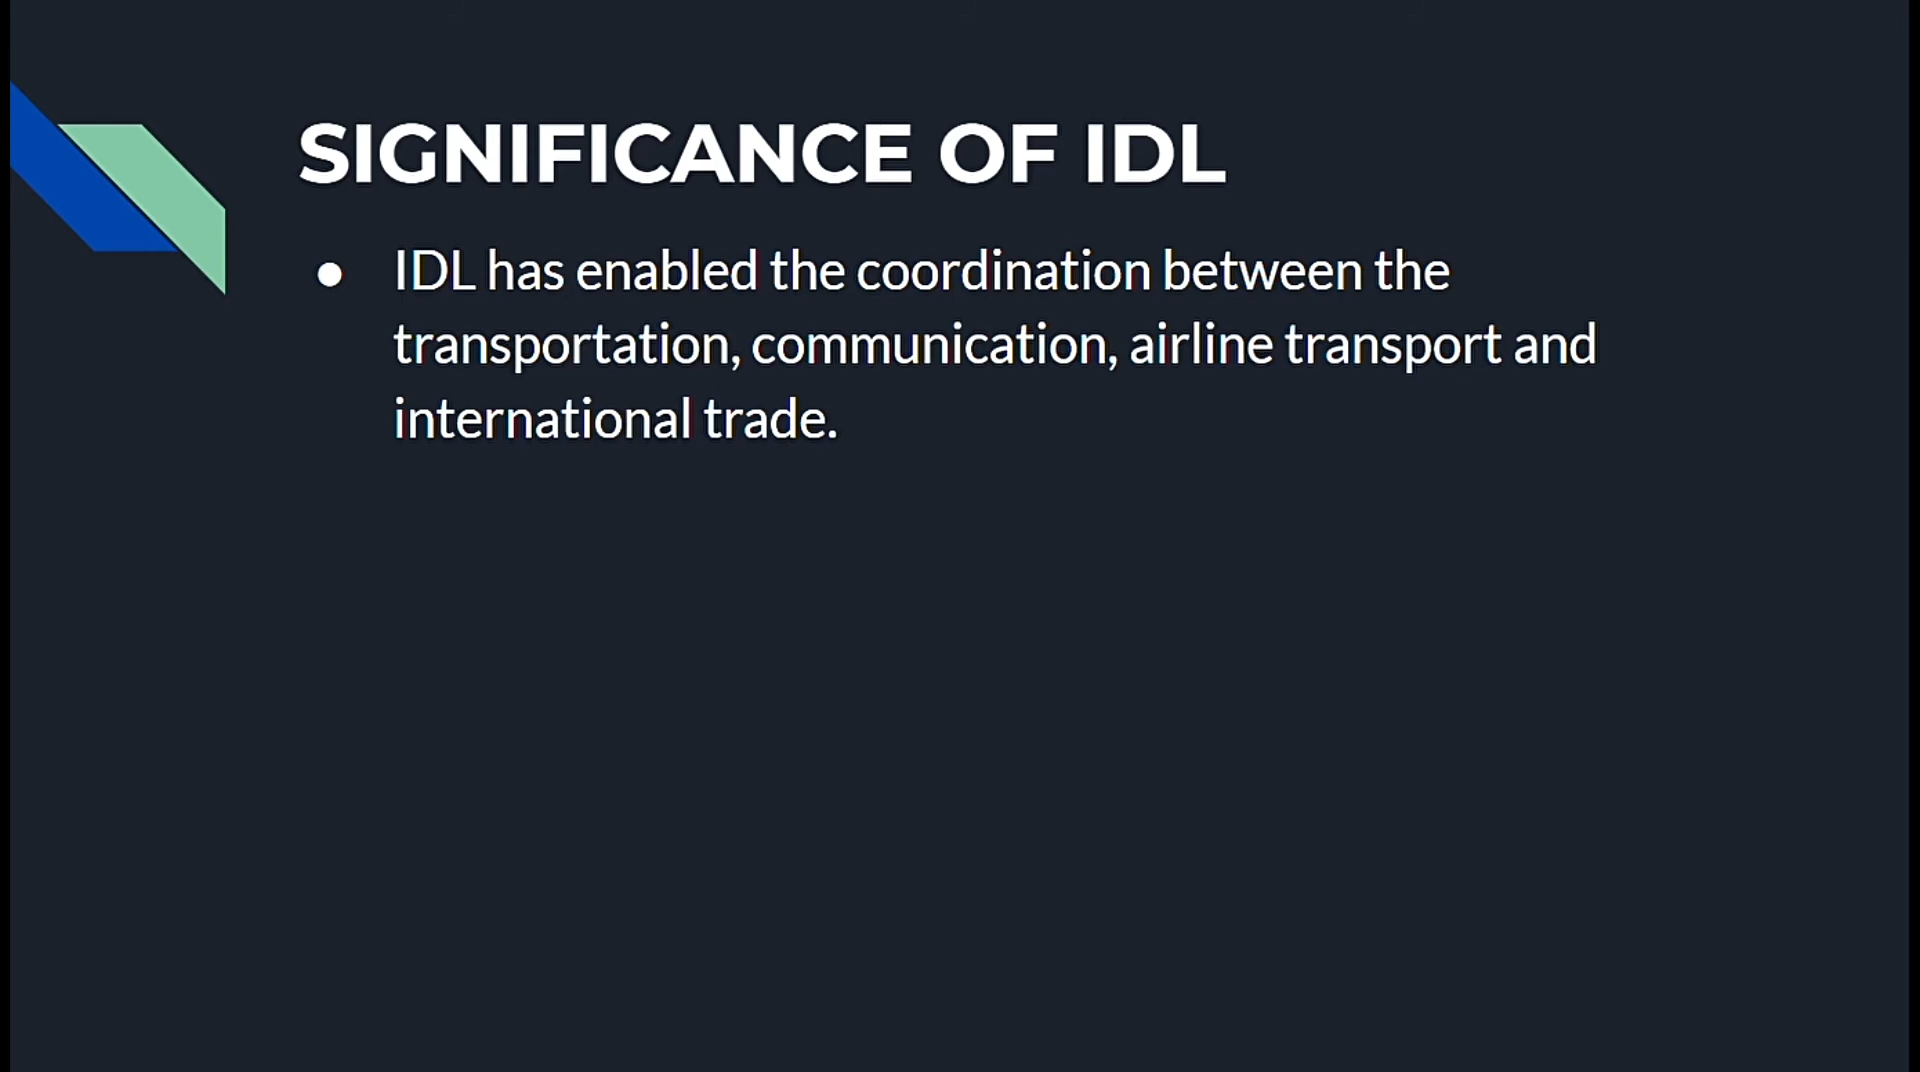 SIGNIFICANCE OF IDL
● IDL has enabled the coordination between the
transportation, communication, airline transport and
international trade.